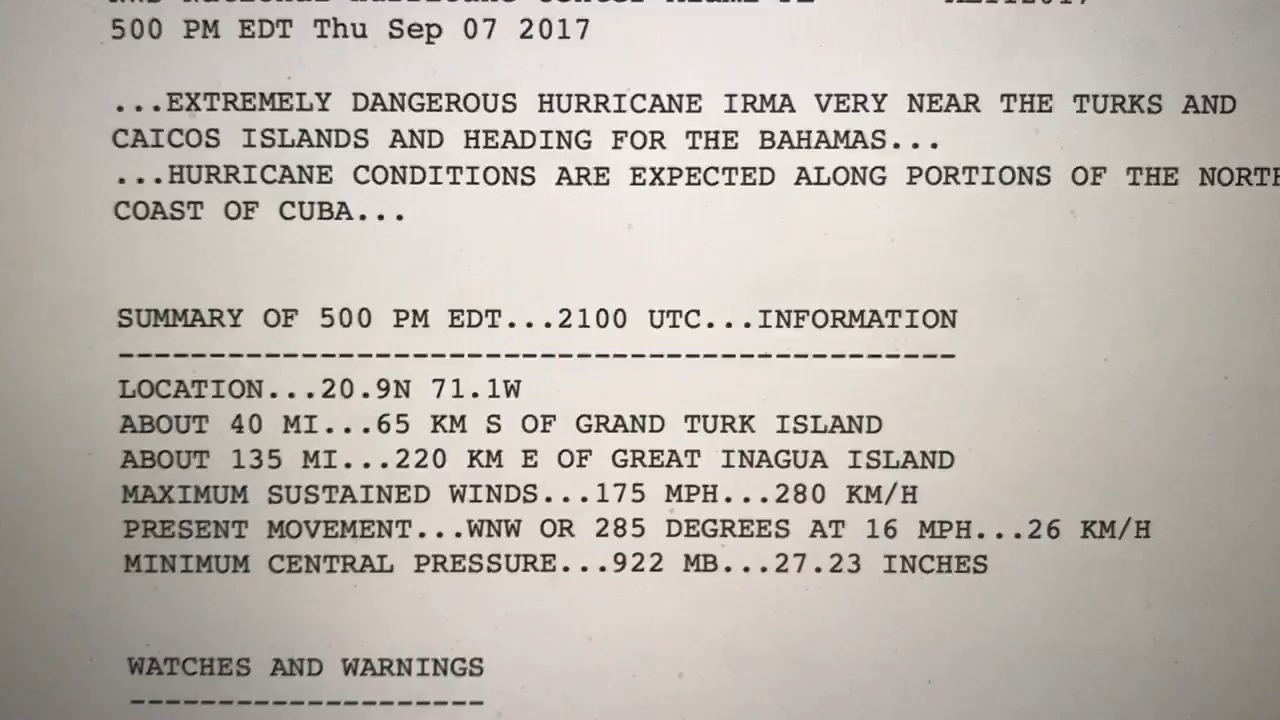 500 PM EDT Thu Sep 07 2017
...EXTREMELY DANGEROUS HURRICANE IRMA VERY NEAR THE TURKS AND
CAICOS ISLANDS AND HEADING FOR THE BAHAMAS...
...HURRICANE CONDITIONS ARE EXPECTED ALONG PORTIONS OF THE NORTH
COAST OF CUBA...
SUMMARY OF 500 PM EDT...2100 UTC...INFORMATION
----------------------------------------------
LOCATION...20.9N 71.1W
ABOUT 40 MI...65 KM S OF GRAND TURK ISLAND
ABOUT 135 MI...220 KM E OF GREAT INAGUA ISLAND
MAXIMUM SUSTAINED WINDS...175 MPH...280 KM/H
PRESENT MOVEMENT...WNW OR 285 DEGREES AT 16 MPH...26 KM/H
MINIMUM CENTRAL PRESSURE...922 MB...27.23 INCHES
WATCHES AND WARNINGS
--------------------